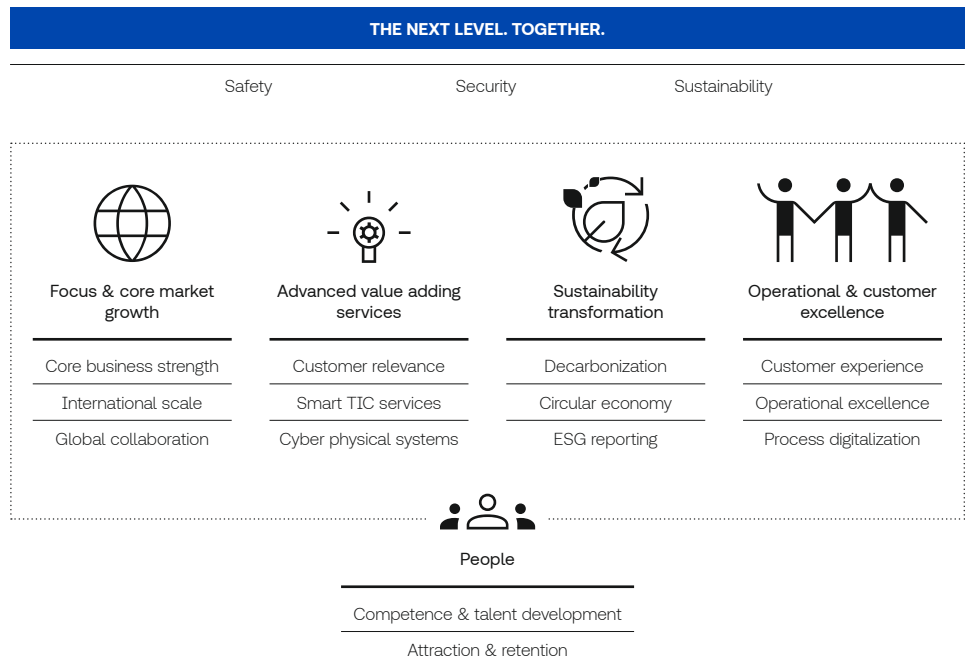 THE NEXT LEVEL. TOGETHER.
Safety
Security
Sustainability
Focus & core market
growth
Core business strength
International scale
Global collaboration
Advanced value adding
services
Customer relevance
Smart TIC services
Cyber physical systems
Sustainability
transformation
Decarbonization
Circular economy
ESG reporting
Operational & customer
excellence
Customer experience
Operational excellence
Process digitalization
People
Competence & talent development
Attraction & retention